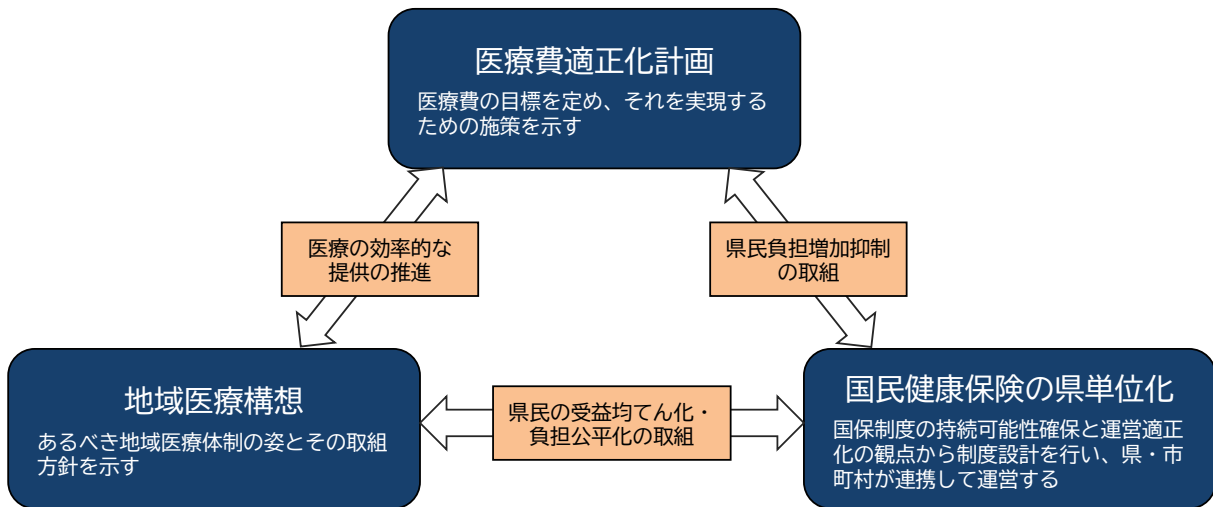 医療費適正化計画
医療費の目標を定め、それを実現する
ための施策を示す
医療の効率的な
提供の推進
県民負担増加抑制
の取組
地域医療構想
あるべき地域医療体制の姿とその取組
方針を示す
県民の受益均てん化・
負担公平化の取組
国民健康保険の県単位化
国保制度の持続可能性確保と運営適正
化の観点から制度設計を行い、県・市
町村が連携して運営する